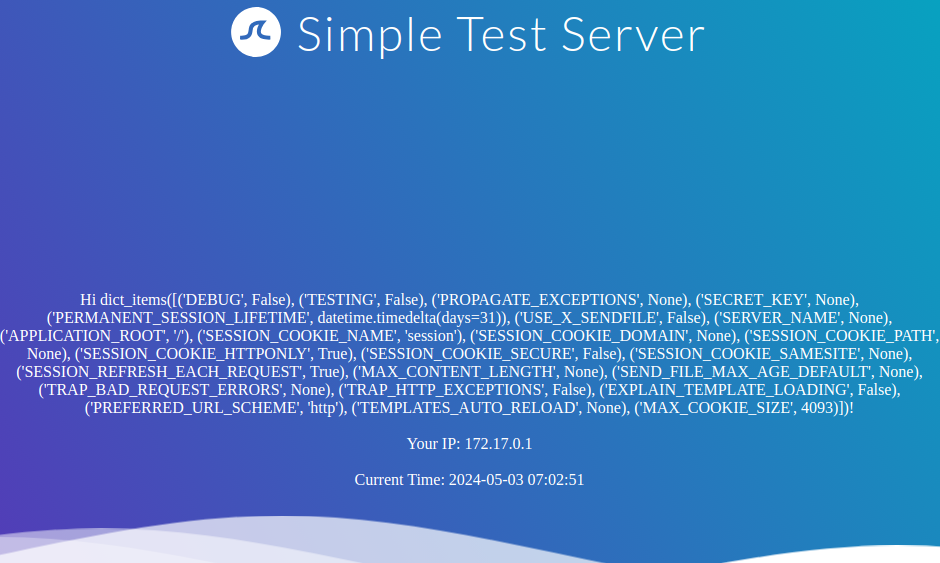 Simple Test Server
Hi dict_items([('DEBUG', False), ('TESTING', False), ('PROPAGATE_EXCEPTIONS', None), ('SECRET_KEY', None),
('PERMANENT_SESSION_LIFETIME', datetime.timedelta(days=31)), ('USE_X_SENDFILE', False), ('SERVER_NAME', None),
('APPLICATION_ROOT', '/'), ('SESSION_COOKIE_NAME', 'session'), ('SESSION_COOKIE_DOMAIN', None), ('SESSION_COOKIE_PATH',
None), ('SESSION_COOKIE_HTTPONLY', True), ('SESSION_COOKIE_SECURE', False), ('SESSION_COOKIE_SAMESITE', None),
('SESSION_REFRESH_EACH_REQUEST', True), ('MAX_CONTENT_LENGTH', None), ('SEND_FILE_MAX_AGE_DEFAULT', None),
('TRAP_BAD_REQUEST_ERRORS', None), ('TRAP_HTTP_EXCEPTIONS', False), ('EXPLAIN_TEMPLATE_LOADING', False),
('PREFERRED_URL_SCHEME', 'http'), ('TEMPLATES_AUTO_RELOAD', None), ('MAX_COOKIE_SIZE', 4093)])!
Your IP: 172.17.0.1
Current Time: 2024-05-03 07:02:51